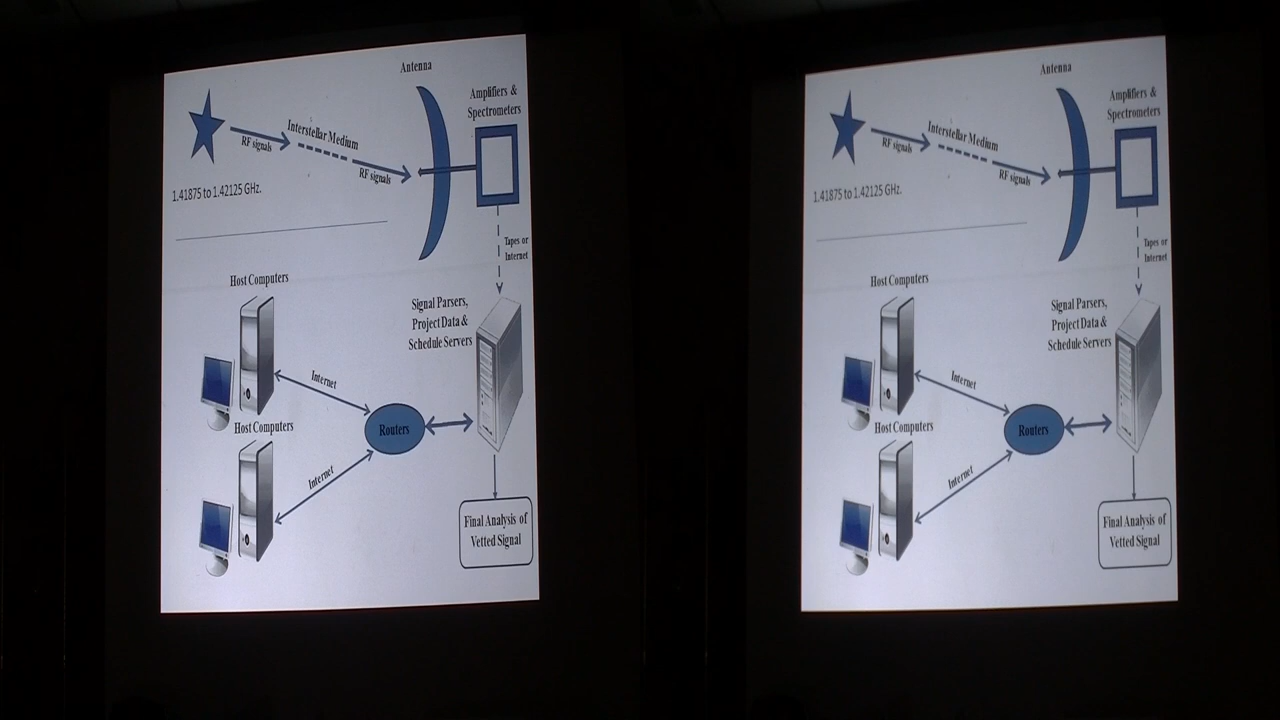 Antenna
Amplifiers &
Spectrometers
Interstellar Medium
RF signals
RF signals
1.41875 to 1.42125 GHz.
Tapes or
Internet
Host Computers
Signal Parsers,
Project Data &
Schedule Servers
Internet
Host Computers
Routers
Internet
Final Analysis of
Vetted Signal
Antenna
Amplifiers &
Spectrometers
Interstellar Medium
RF signals
RF signals
1.41875 to 1.42125 GHz.
Tapes or
Internet
Host Computers
Signal Parsers,
Project Data &
Schedule Servers
Internet
Host Computers
Routers
Internet
Final Analysis of
Vetted Signal